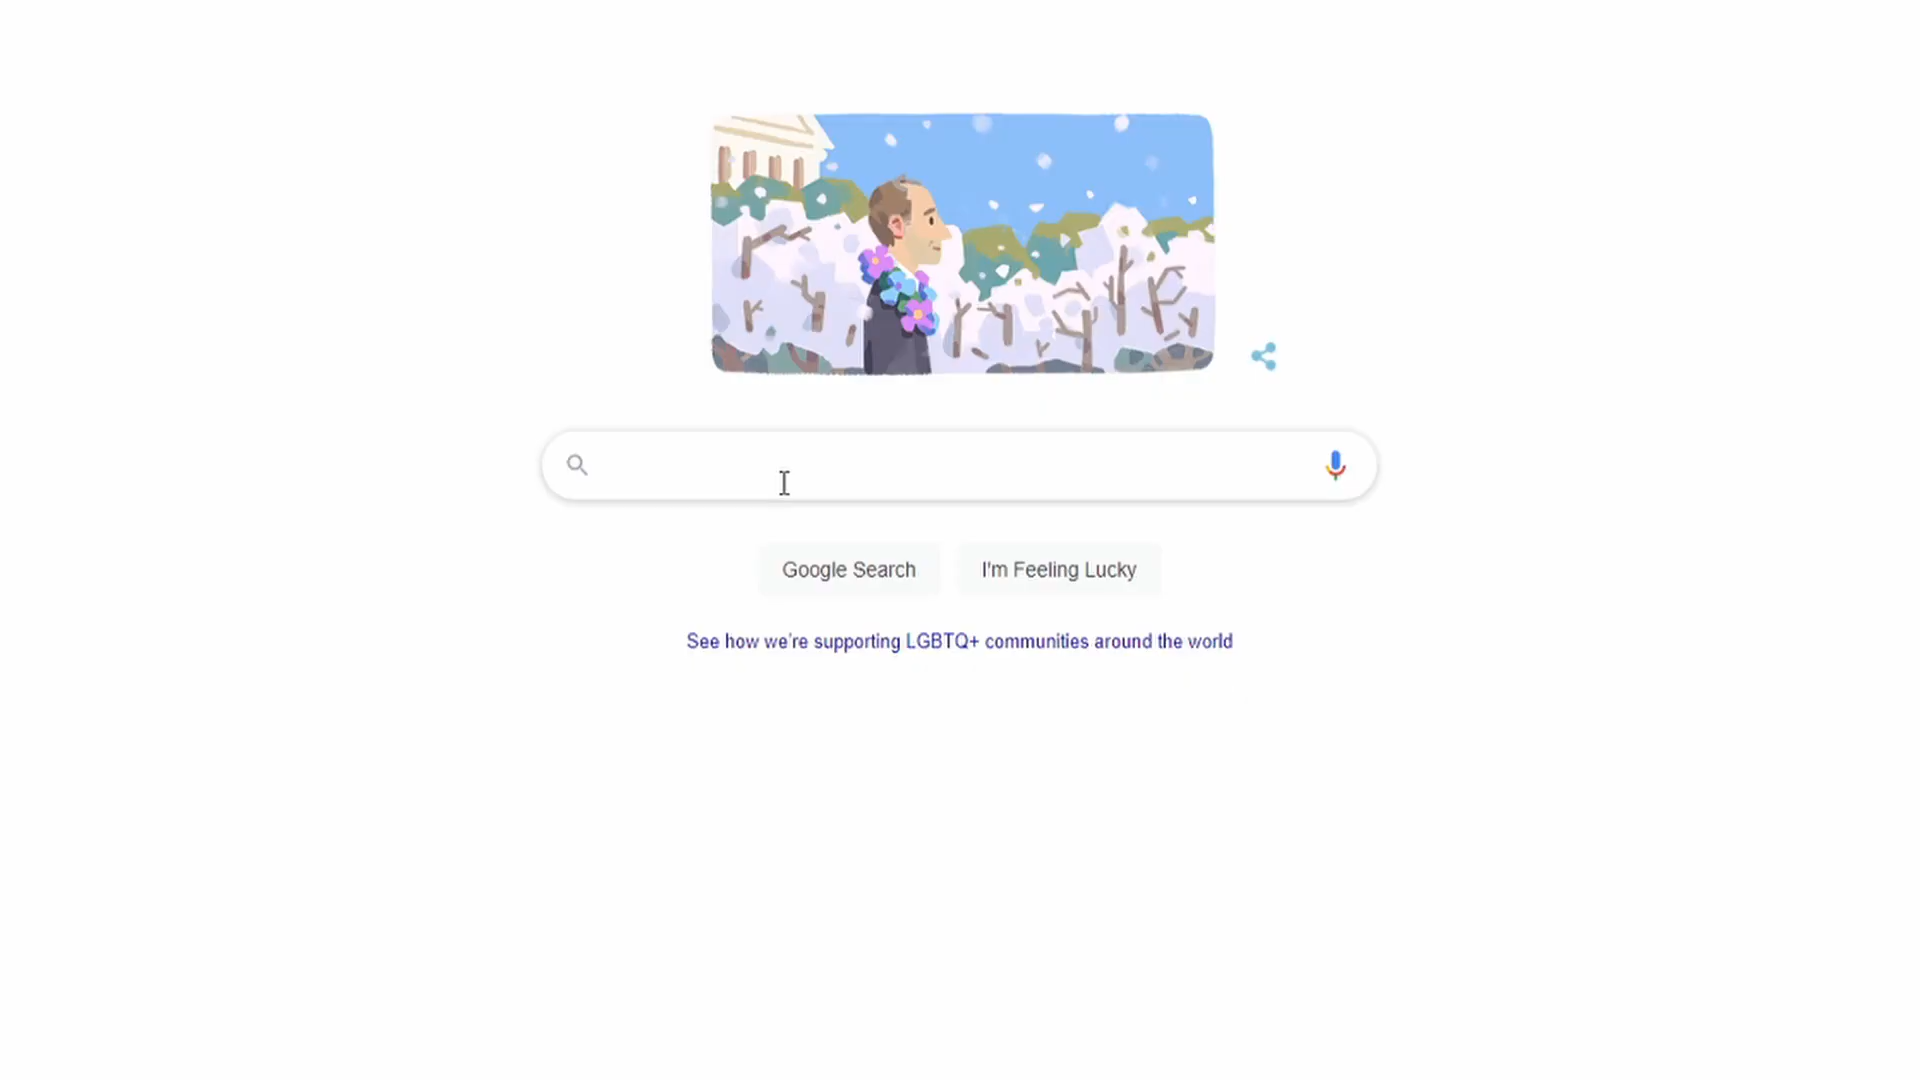 Google Search
I'm Feeling Lucky
See how we're supporting LGBTQ+ communities around the world